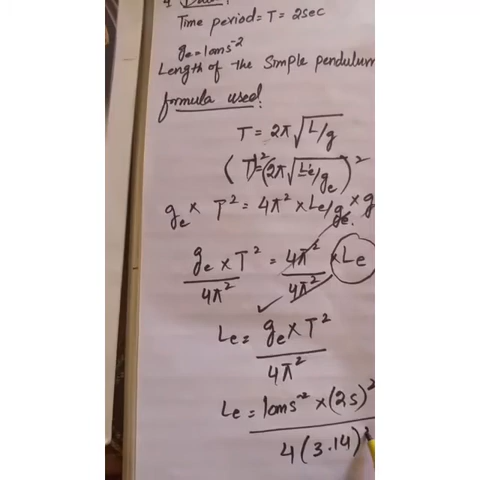 Time period = T = 2sec
ge = 10ms⁻²
Length of the Simple pendulum
formula used:
T = 2π√L/g
(T)² = (2π√Le/ge)²
ge × T² = 4π² × Le/ge × g
ge × T²/4π² = 4π²/4π² × Le
Le = ge × T²/4π²
Le = 10ms⁻² × (2s)²/4(3.14)²